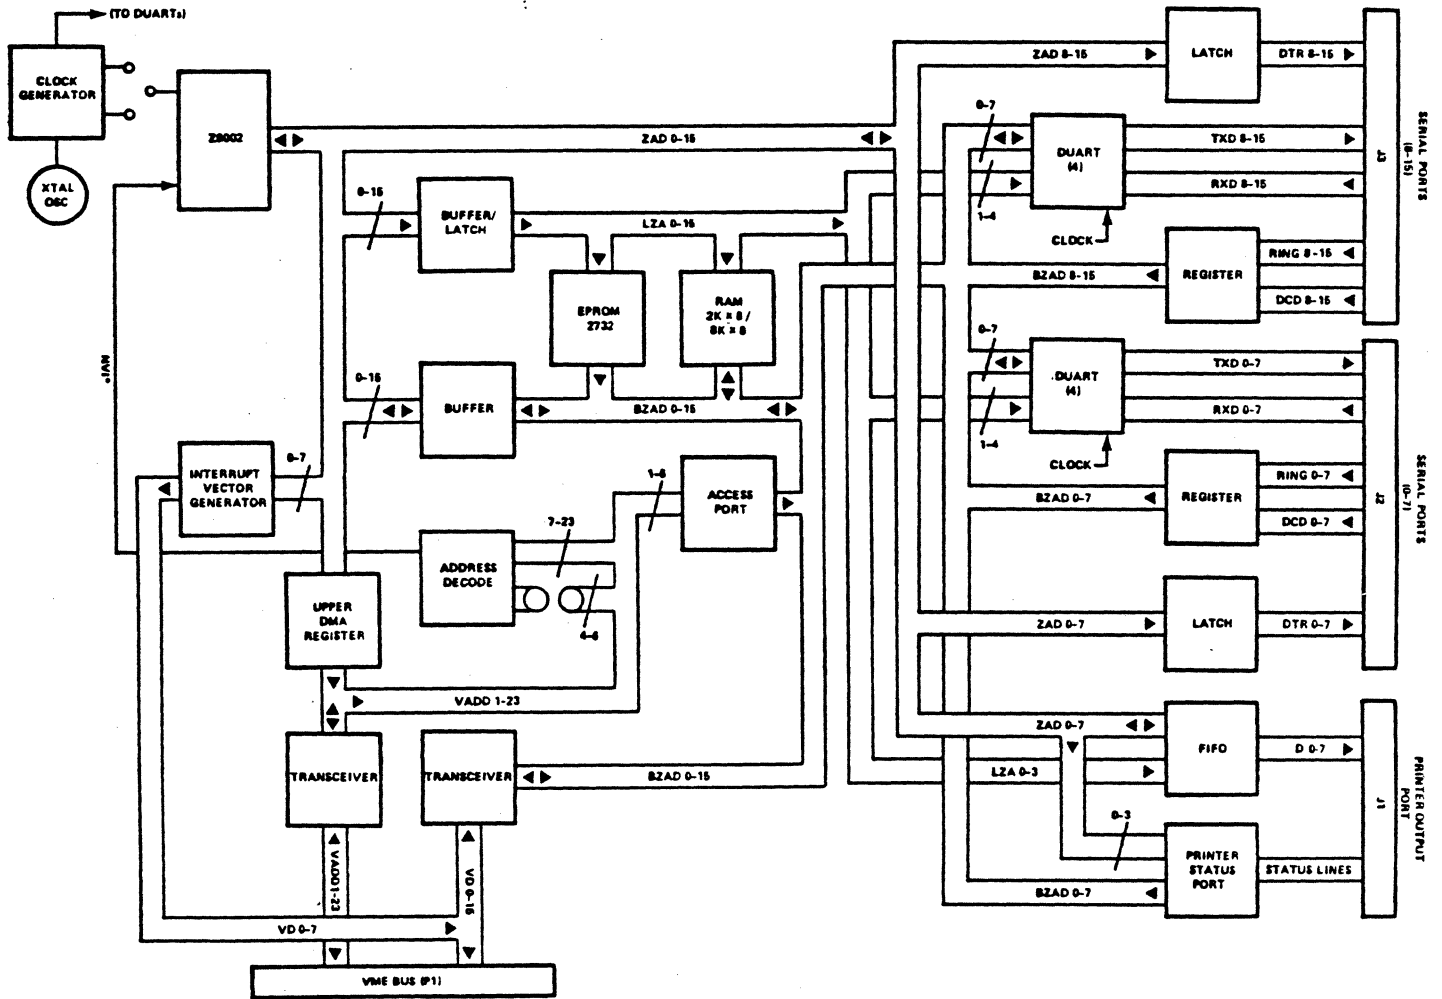 (TO DUARTs)
CLOCK
GENERATOR
XTAL
OSC
Z8002
ZAD 0-15
0-15
BUFFER/
LATCH
LZA 0-15
EPROM
2732
RAM
2K × 8 /
8K × 8
0-15
BUFFER
BZAD 0-15
NVI*
INTERRUPT
VECTOR
GENERATOR
0-7
ADDRESS
DECODE
7-23
4-6
1-6
ACCESS
PORT
UPPER
DMA
REGISTER
VADD 1-23
TRANSCEIVER
TRANSCEIVER
BZAD 0-15
VADD 1-23
VD 0-15
VD 0-7
VME BUS (P1)
ZAD 8-15
LATCH
DTR 8-15
0-7
DUART
(4)
1-4
CLOCK
TXD 8-15
RXD 8-15
BZAD 8-15
REGISTER
RING 8-15
DCD 8-15
J3
SERIAL PORTS
(8-15)
0-7
DUART
(4)
1-4
CLOCK
TXD 0-7
RXD 0-7
BZAD 0-7
REGISTER
RING 0-7
DCD 0-7
ZAD 0-7
LATCH
DTR 0-7
J2
SERIAL PORTS
(0-7)
ZAD 0-7
FIFO
D 0-7
LZA 0-3
0-3
PRINTER
STATUS
PORT
STATUS LINES
BZAD 0-7
J1
PRINTER OUTPUT
PORT